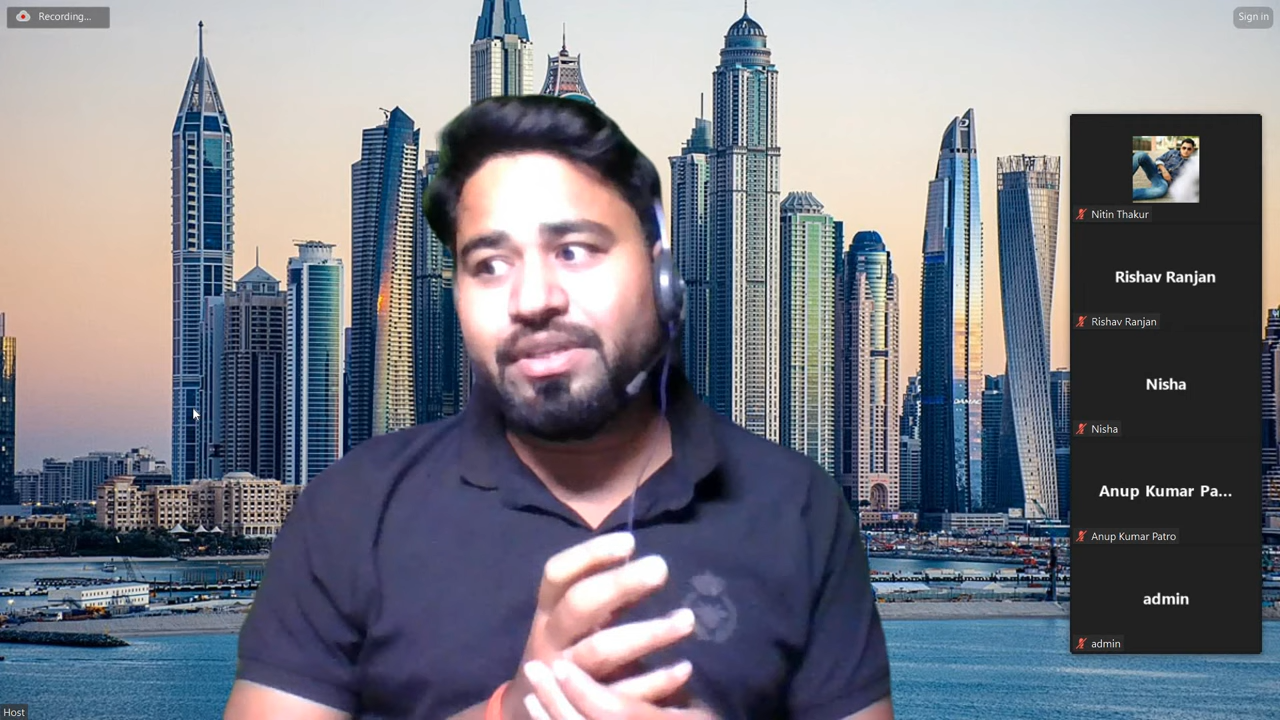 Recording...
Sign in
Nitin Thakur
Rishav Ranjan
Rishav Ranjan
Nisha
Nisha
Anup Kumar Pa...
Anup Kumar Patro
admin
admin
DAMAC
Host